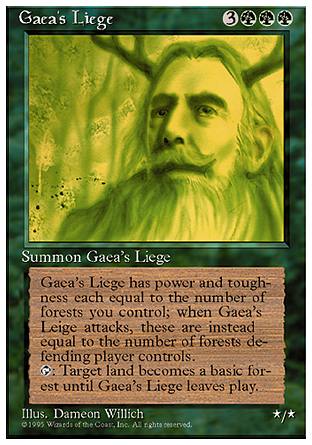 Gaea's Liege 3
Summon Gaea's Liege
Gaea's Liege has power and tough-
ness each equal to the number of
forests you control; when Gaea's
Leige attacks, these are instead
equal to the number of forests de-
fending player controls.
: Target land becomes a basic for-
est until Gaea's Liege leaves play.
Illus. Dameon Willich
*/*
©1995 Wizards of the Coast, Inc. All rights reserved.